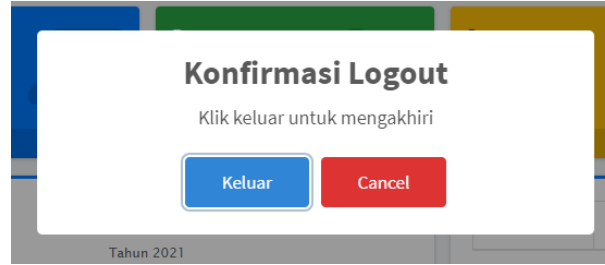 Konfirmasi Logout
Klik keluar untuk mengakhiri
Keluar
Cancel
Tahun 2021